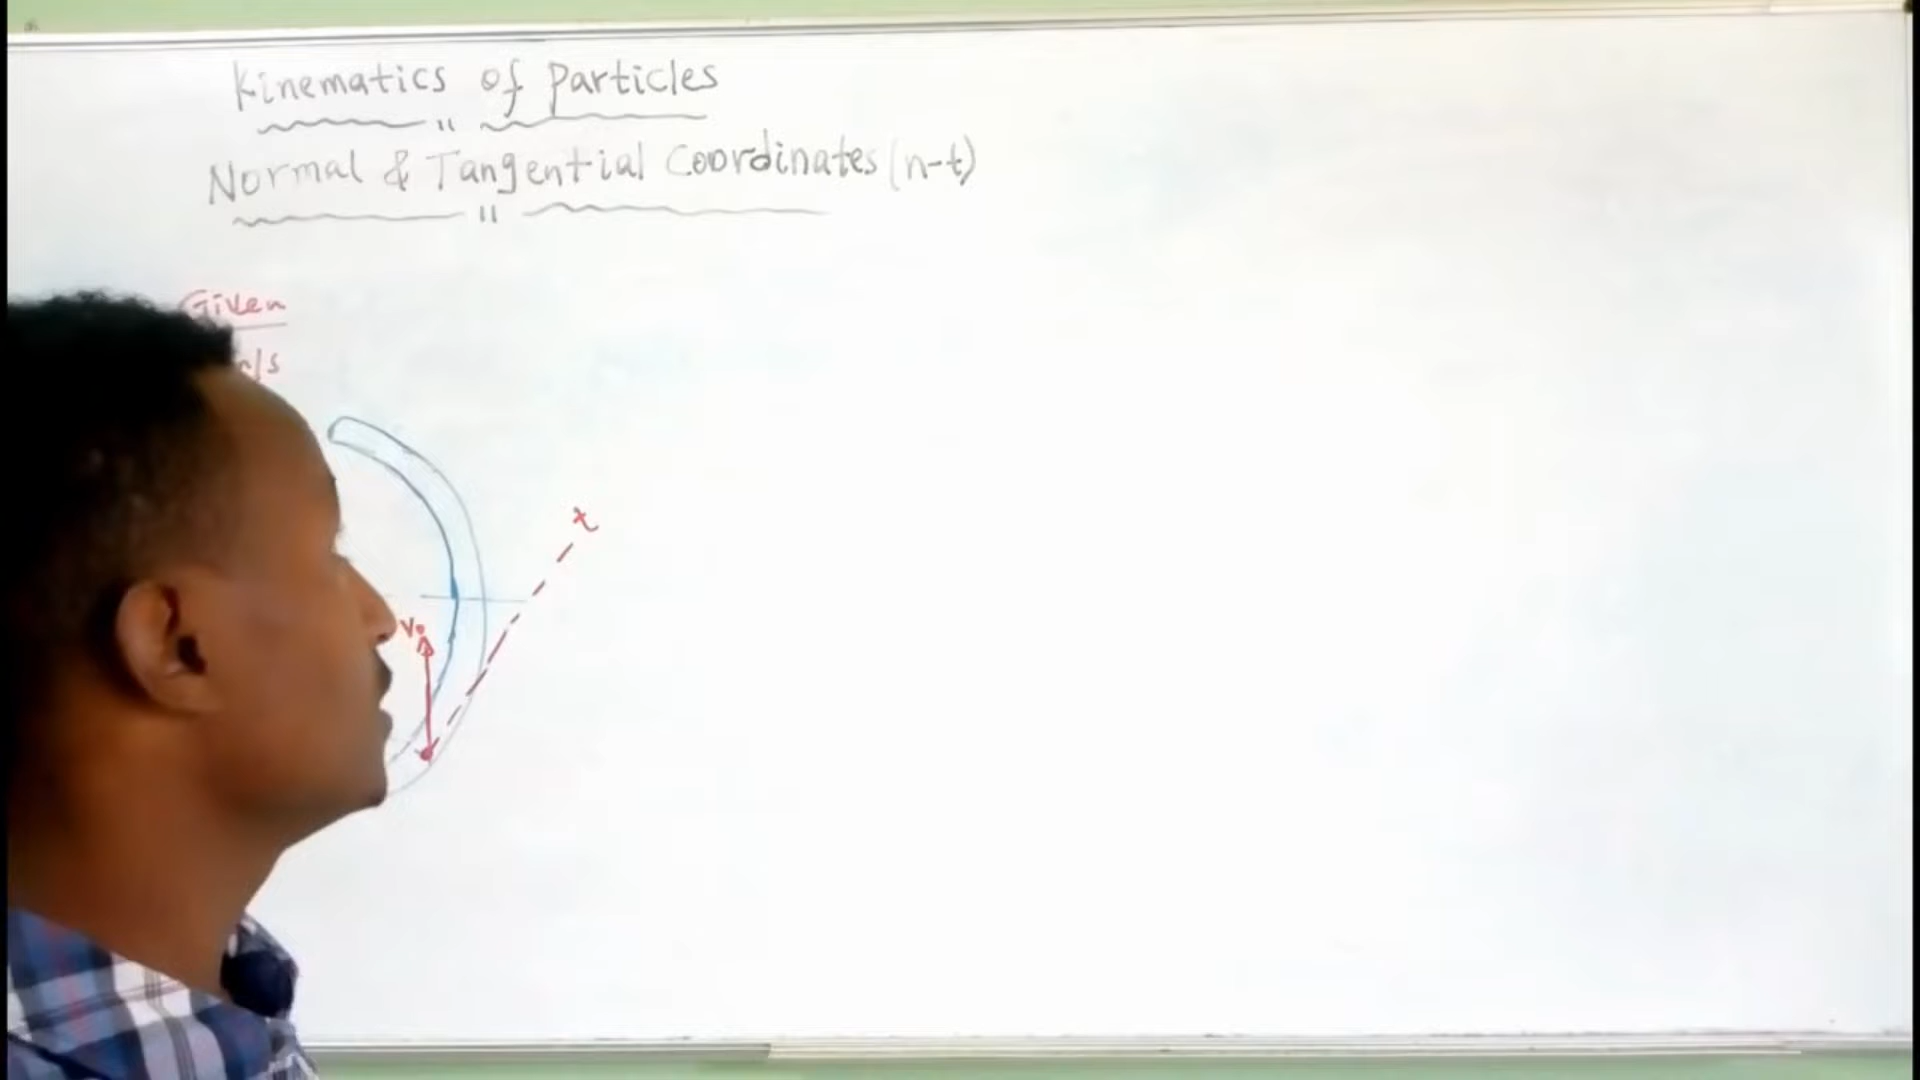 Kinematics of particles
Normal & Tangential Coordinates (n-t)
Given
/s
t
V₀